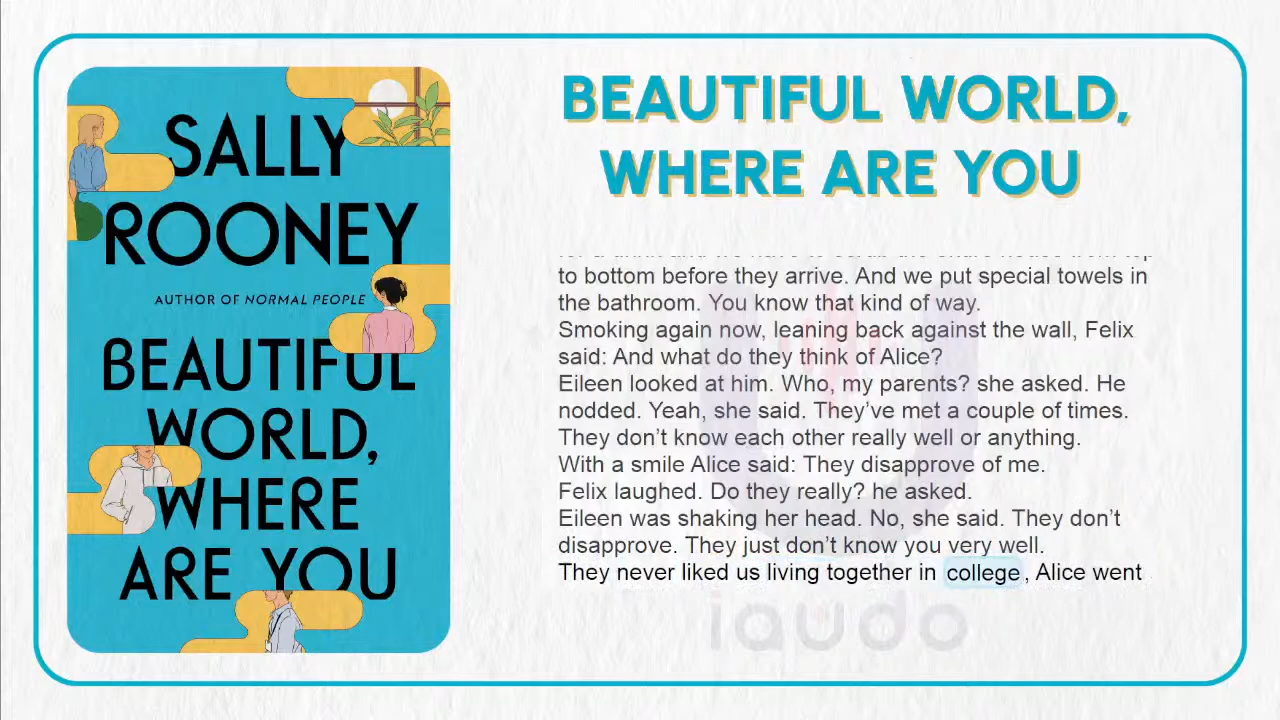 SALLY
ROONEY
AUTHOR OF NORMAL PEOPLE
BEAUTIFUL
WORLD,
WHERE
ARE YOU
BEAUTIFUL WORLD,
WHERE ARE YOU
to bottom before they arrive. And we put special towels in
the bathroom. You know that kind of way.
Smoking again now, leaning back against the wall, Felix
said: And what do they think of Alice?
Eileen looked at him. Who, my parents? she asked. He
nodded. Yeah, she said. They’ve met a couple of times.
They don’t know each other really well or anything.
With a smile Alice said: They disapprove of me.
Felix laughed. Do they really? he asked.
Eileen was shaking her head. No, she said. They don’t
disapprove. They just don’t know you very well.
They never liked us living together in college, Alice went
iaudo